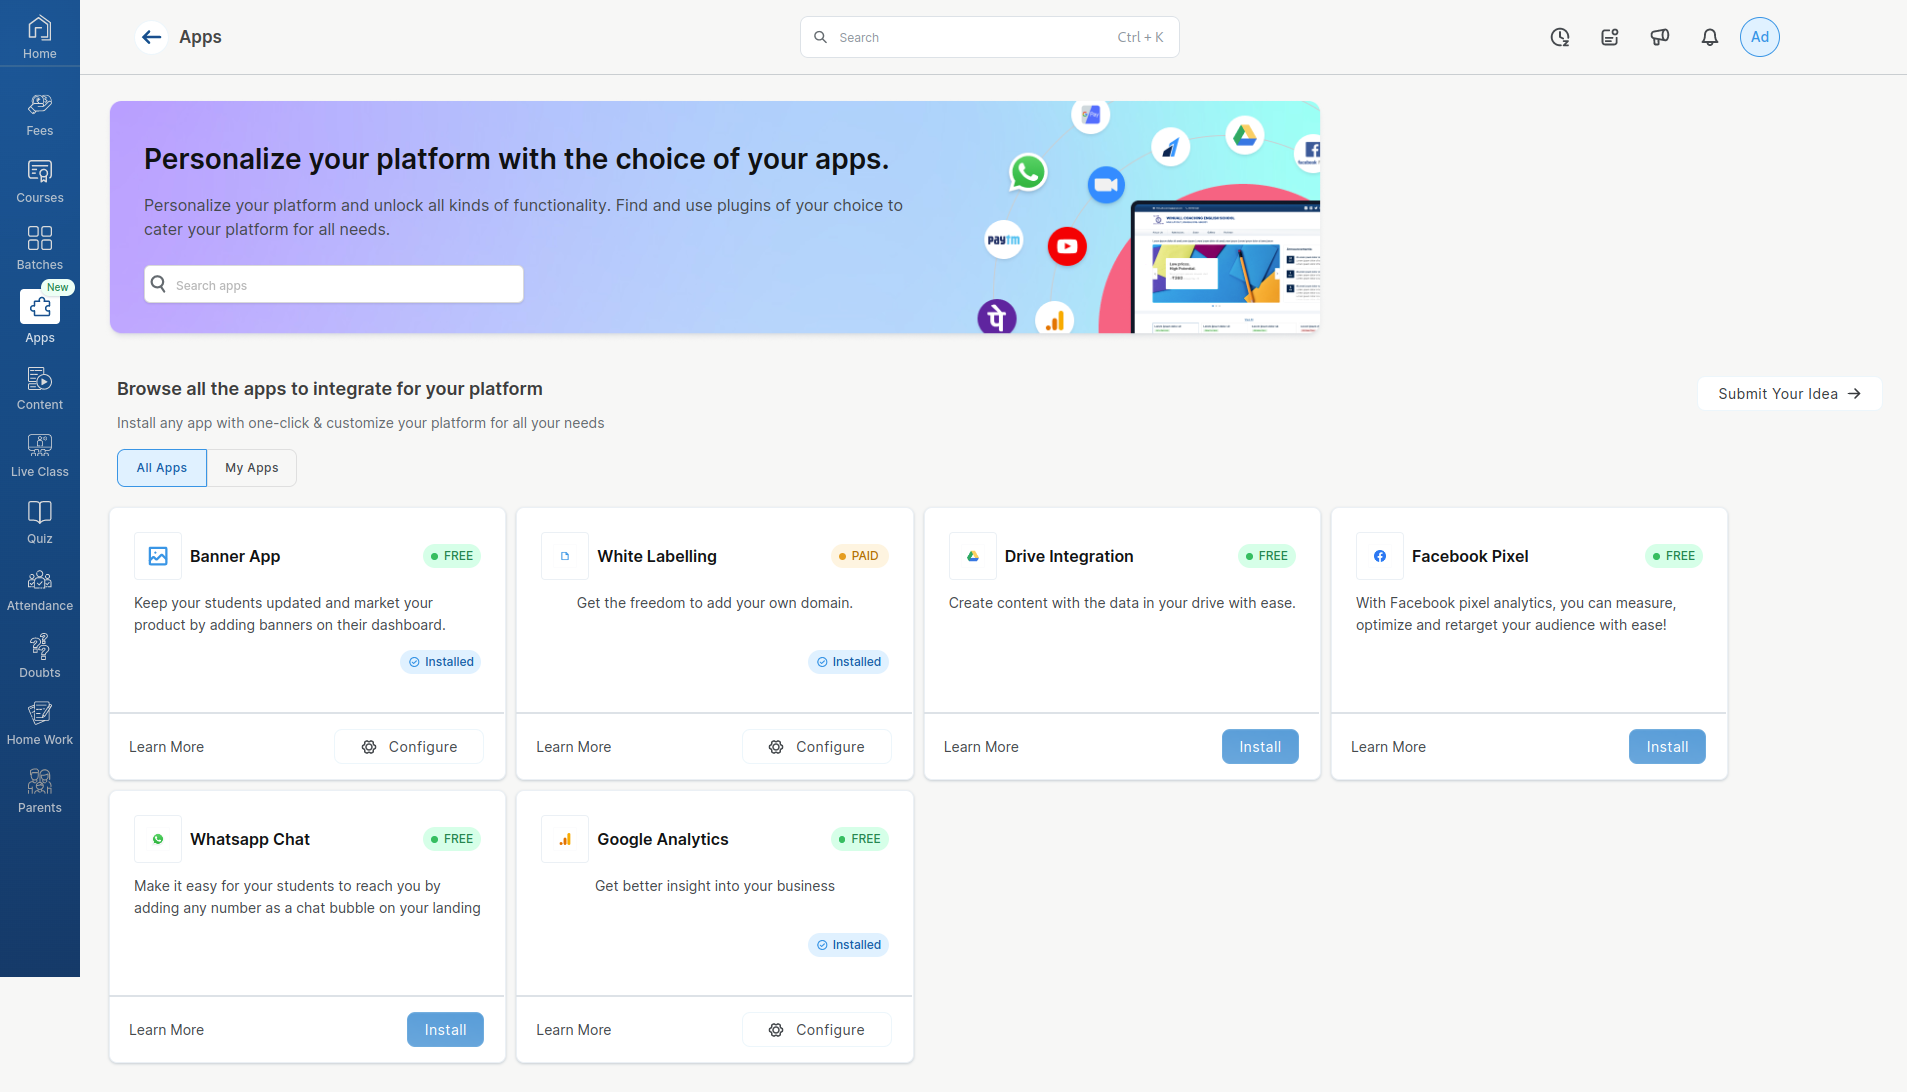 Home
Fees
Courses
Batches
New
Apps
Content
Live Class
Quiz
Attendance
Doubts
Home Work
Parents
Apps
Search
Ctrl + K
Ad
Personalize your platform with the choice of your apps.
Personalize your platform and unlock all kinds of functionality. Find and use plugins of your choice to
cater your platform for all needs.
Search apps
paytm
पे
Browse all the apps to integrate for your platform
Install any app with one-click & customize your platform for all your needs
Submit Your Idea
All Apps
My Apps
Banner App
FREE
Keep your students updated and market your
product by adding banners on their dashboard.
Installed
Learn More
Configure
White Labelling
PAID
Get the freedom to add your own domain.
Installed
Learn More
Configure
Drive Integration
FREE
Create content with the data in your drive with ease.
Learn More
Install
Facebook Pixel
FREE
With Facebook pixel analytics, you can measure,
optimize and retarget your audience with ease!
Learn More
Install
Whatsapp Chat
FREE
Make it easy for your students to reach you by
adding any number as a chat bubble on your landing
Learn More
Install
Google Analytics
FREE
Get better insight into your business
Installed
Learn More
Configure